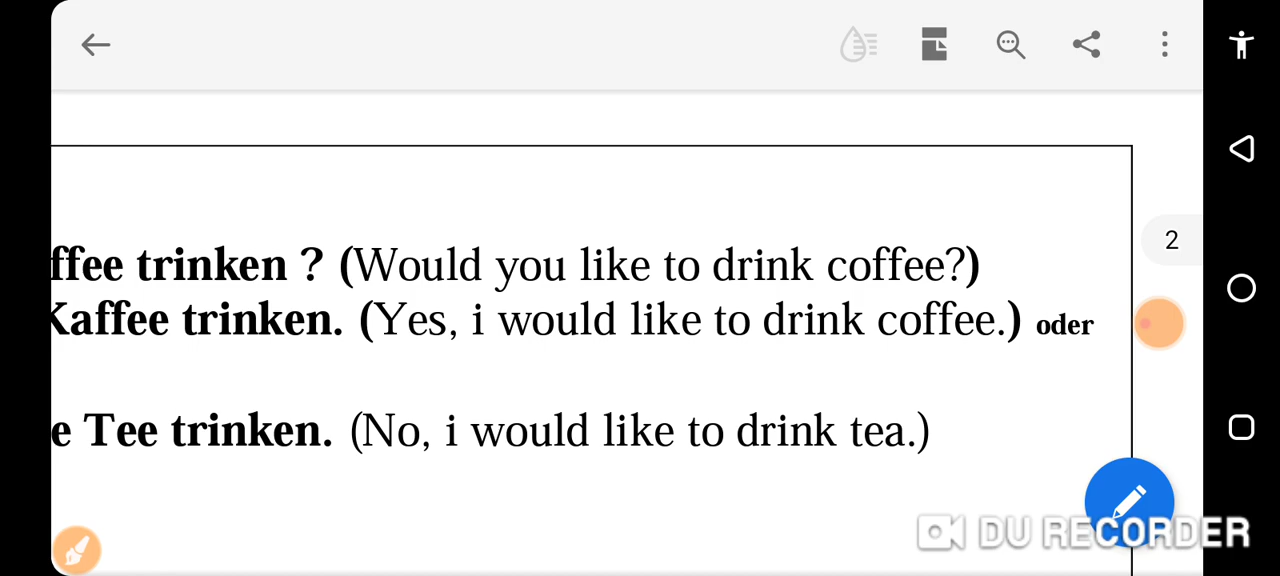 2
ffee trinken ? (Would you like to drink coffee?)
Kaffee trinken. (Yes, i would like to drink coffee.) oder
e Tee trinken. (No, i would like to drink tea.)
DU RECORDER